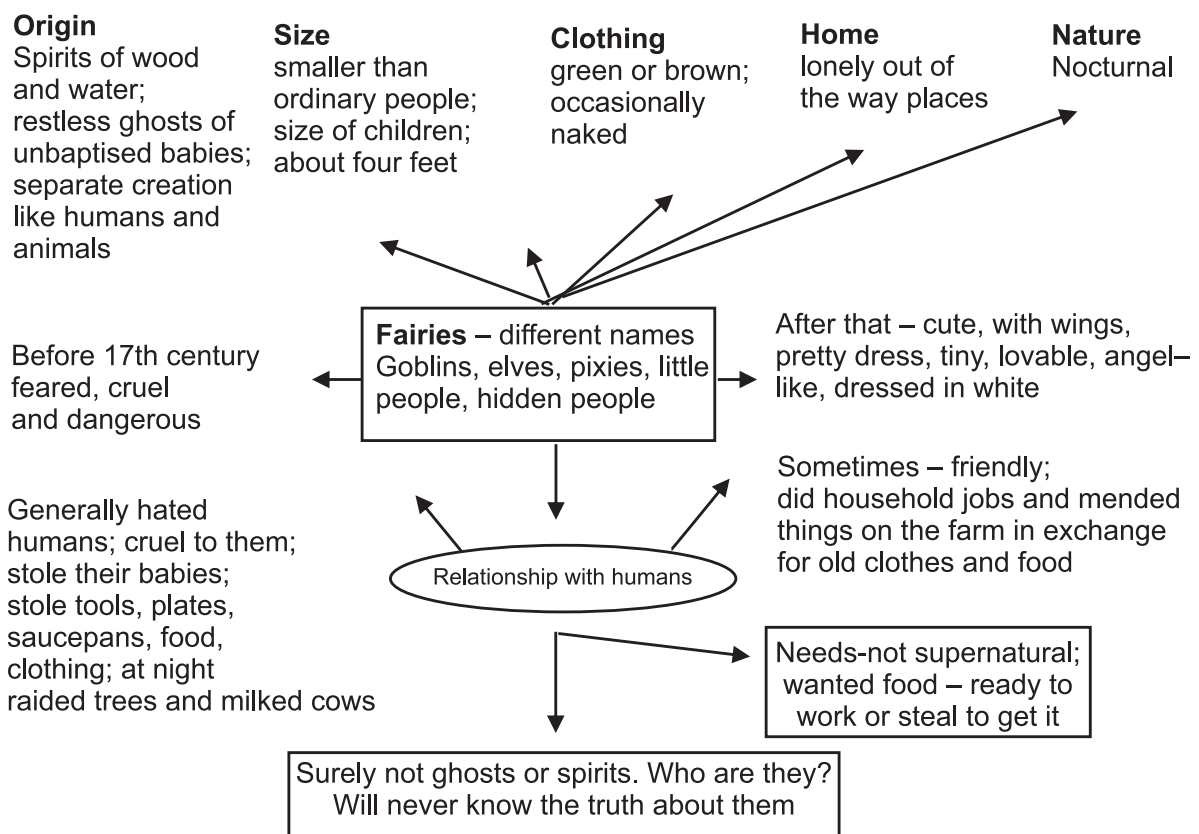 Origin
Spirits of wood
and water;
restless ghosts of
unbaptised babies;
separate creation
like humans and
animals
Size
smaller than
ordinary people;
size of children;
about four feet
Clothing
green or brown;
occasionally
naked
Home
lonely out of
the way places
Nature
Nocturnal
Before 17th century
feared, cruel
and dangerous
Fairies – different names
Goblins, elves, pixies, little
people, hidden people
After that – cute, with wings,
pretty dress, tiny, lovable, angel–
like, dressed in white
Generally hated
humans; cruel to them;
stole their babies;
stole tools, plates,
saucepans, food,
clothing; at night
raided trees and milked cows
Relationship with humans
Sometimes – friendly;
did household jobs and mended
things on the farm in exchange
for old clothes and food
Needs-not supernatural;
wanted food – ready to
work or steal to get it
Surely not ghosts or spirits. Who are they?
Will never know the truth about them